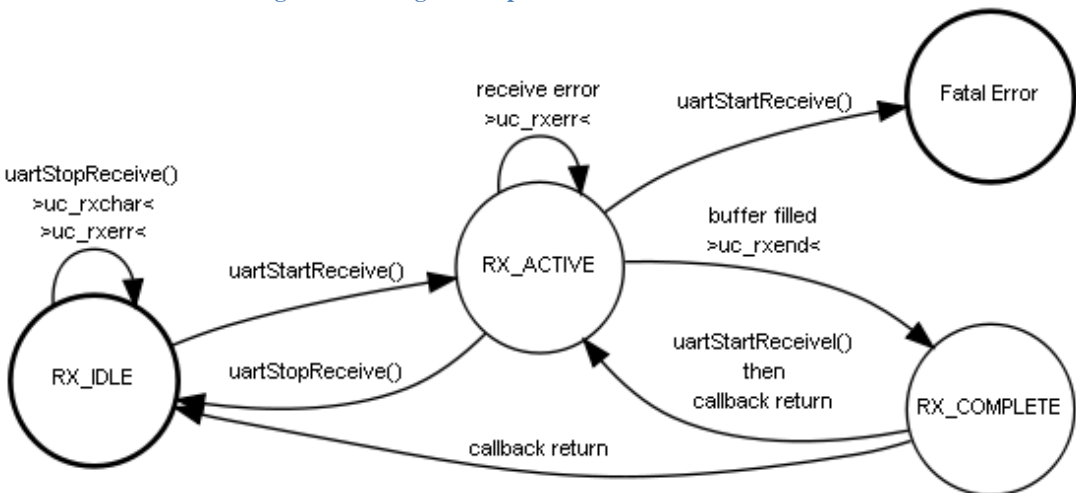 receive error
>uc_rxerr<
uartStartReceive()
Fatal Error
uartStopReceive()
>uc_rxchar<
>uc_rxerr<
uartStartReceive()
RX_ACTIVE
buffer filled
>uc_rxend<
RX_IDLE
uartStopReceive()
uartStartReceiveI()
then
callback return
RX_COMPLETE
callback return